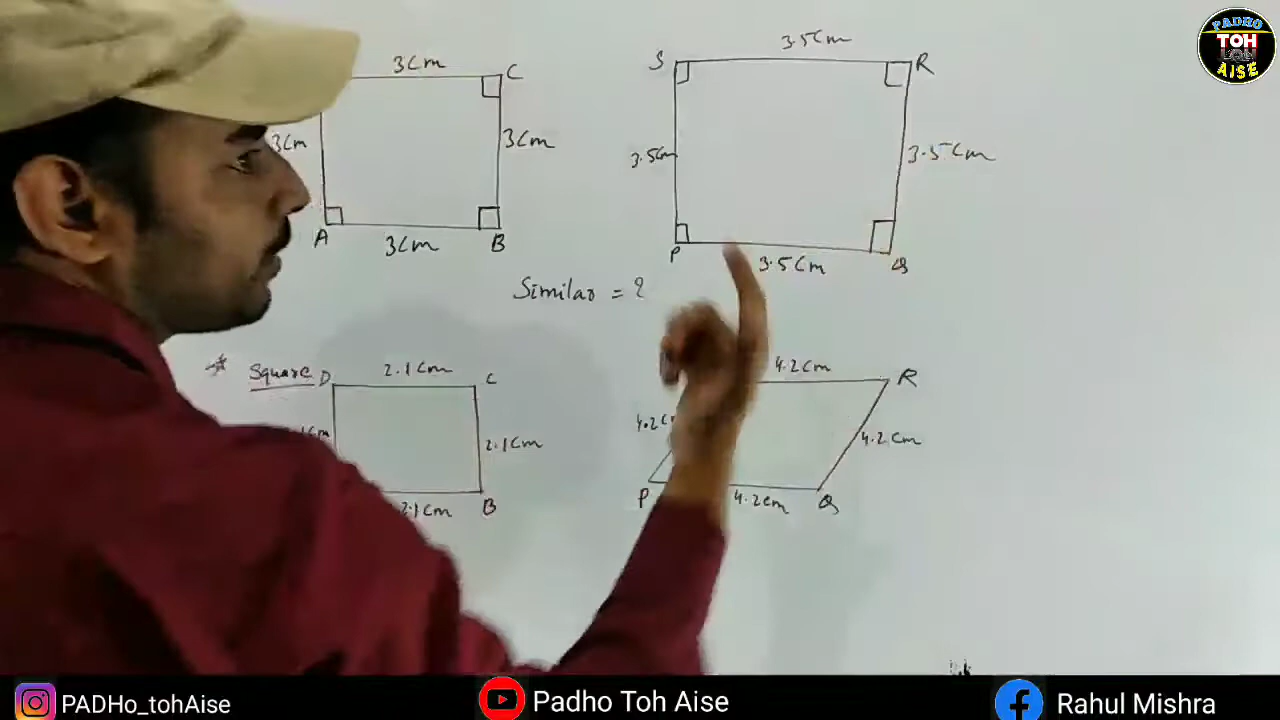 3cm
C
3cm
3cm
A
3cm
B
S
3.5cm
R
3.5cm
3.5cm
P
3.5cm
Q
Similar = ?
* Square
D
2.1cm
C
2.1cm
2.1cm
B
4.2cm
R
4.2cm
P
4.2cm
Q
PADHO
TOH
AISE
PADHo_tohAise
Padho Toh Aise
Rahul Mishra